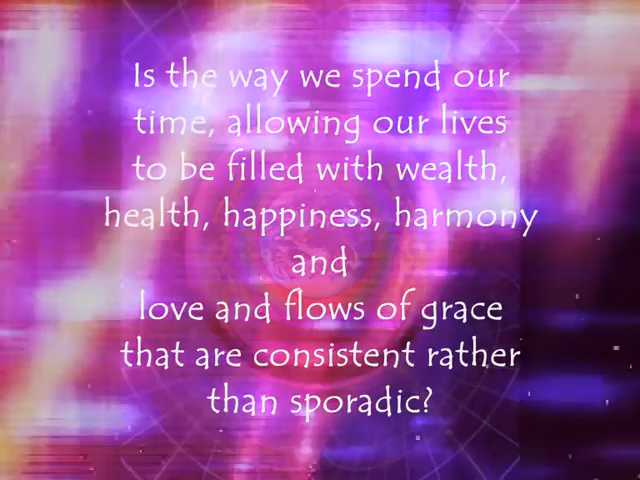 Is the way we spend our
time, allowing our lives
to be filled with wealth,
health, happiness, harmony
and
love and flows of grace
that are consistent rather
than sporadic?